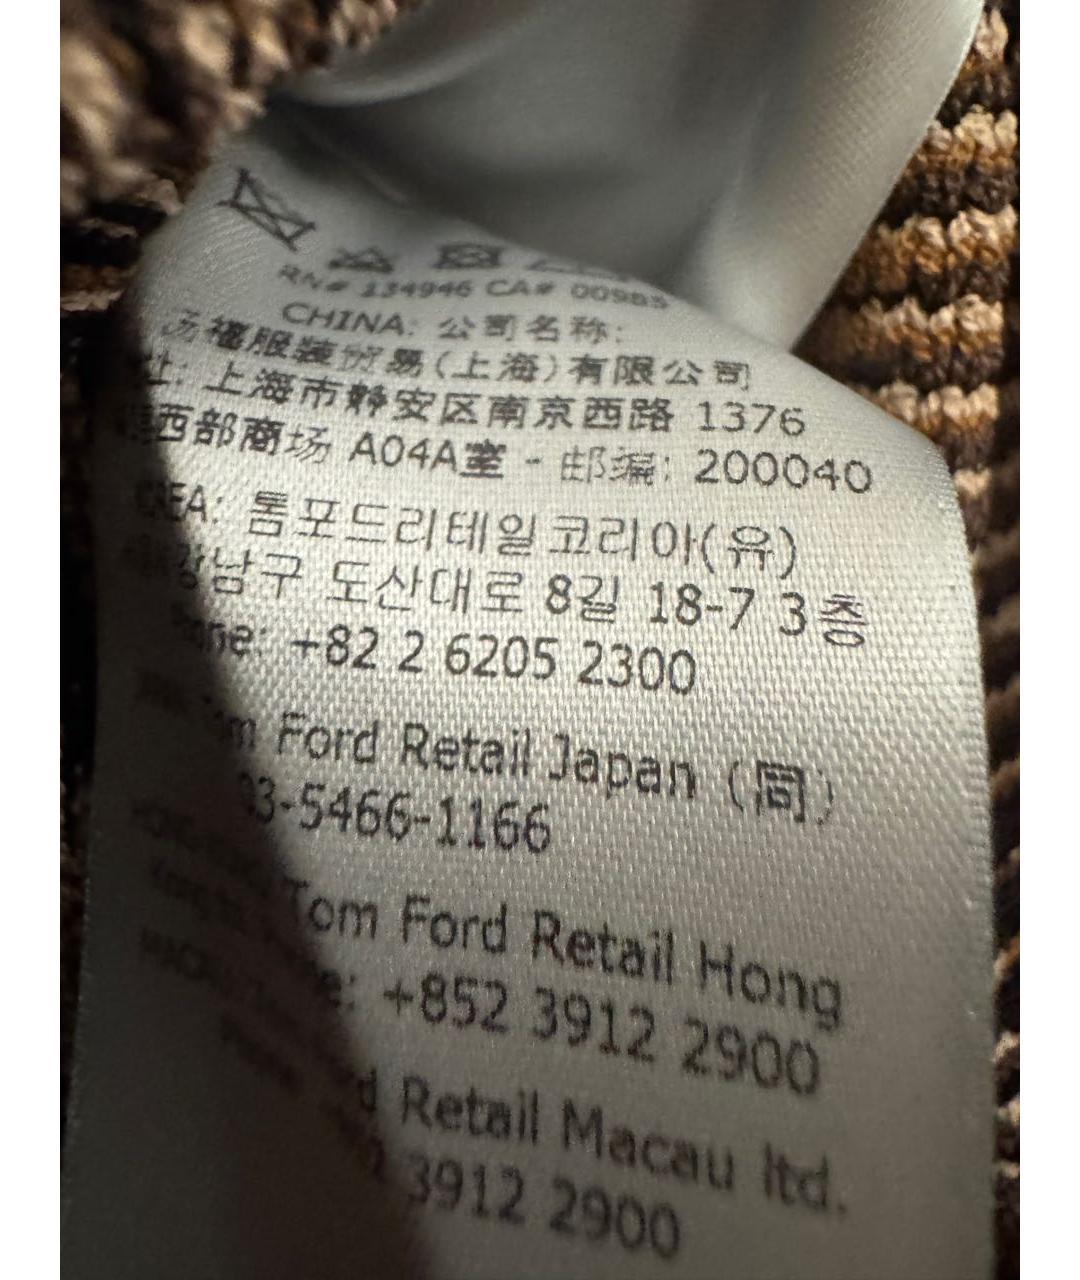 RN# 134946 CA# 00983
CHINA: 公司名称:
汤福服装贸易(上海)有限公司
址: 上海市静安区南京西路 1376
西部商场 A04A室 - 邮编: 200040
톰포드리테일코리아(유)
강남구 도산대로 8길 18-7 3층
+82 2 6205 2300
Ford Retail Japan (同)
03-5466-1166
Tom Ford Retail Hong
+852 3912 2900
Retail Macau ltd.
3912 2900